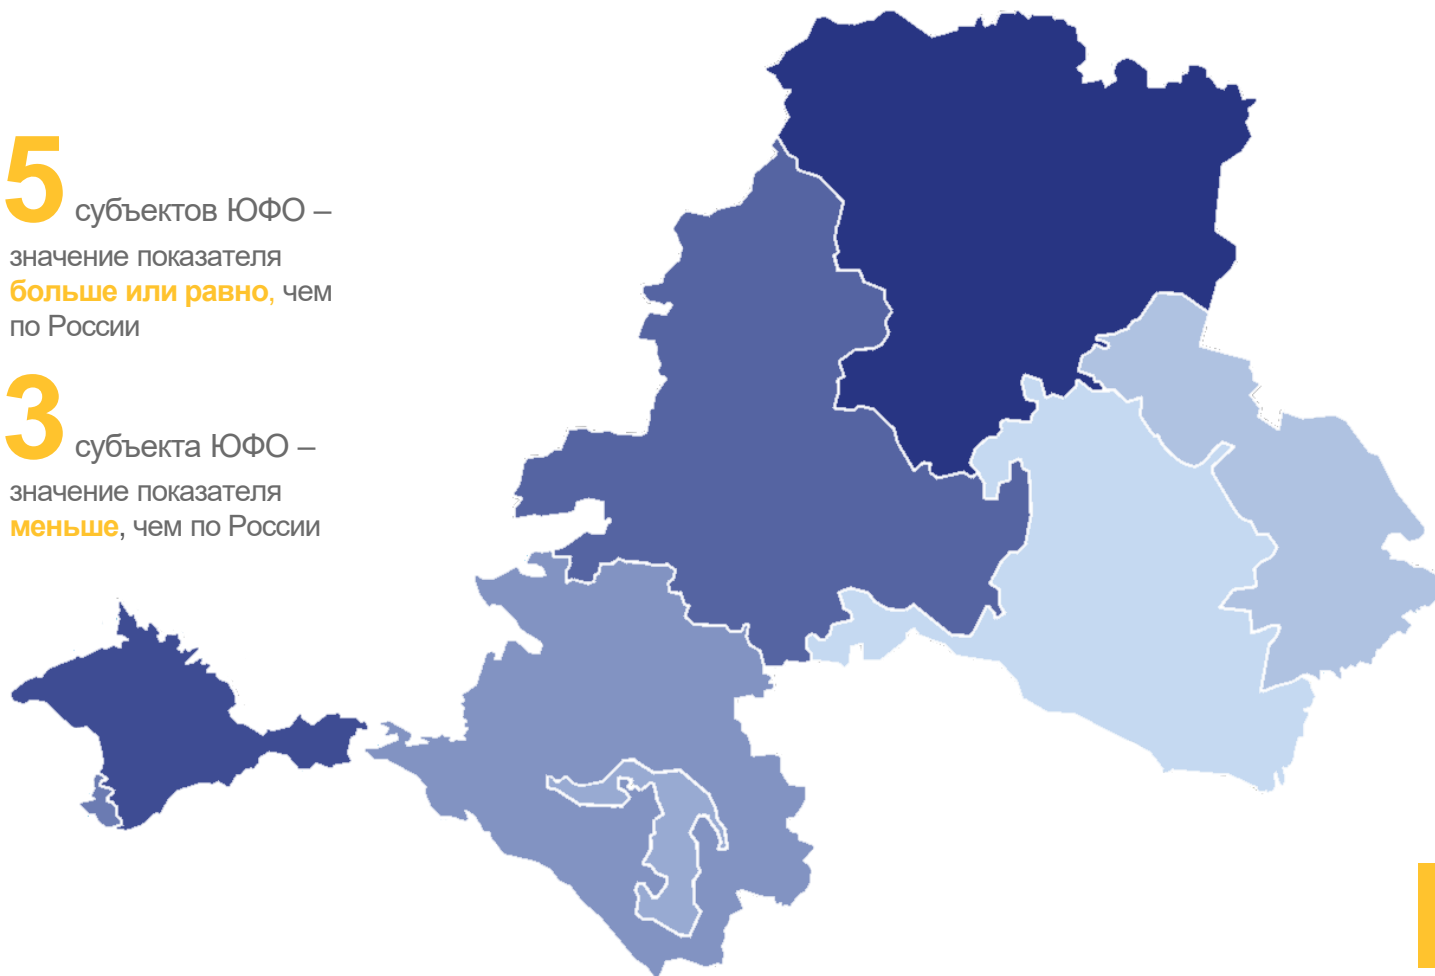 5 субъектов ЮФО –
значение показателя
больше или равно, чем
по России
3 субъекта ЮФО –
значение показателя
меньше, чем по России